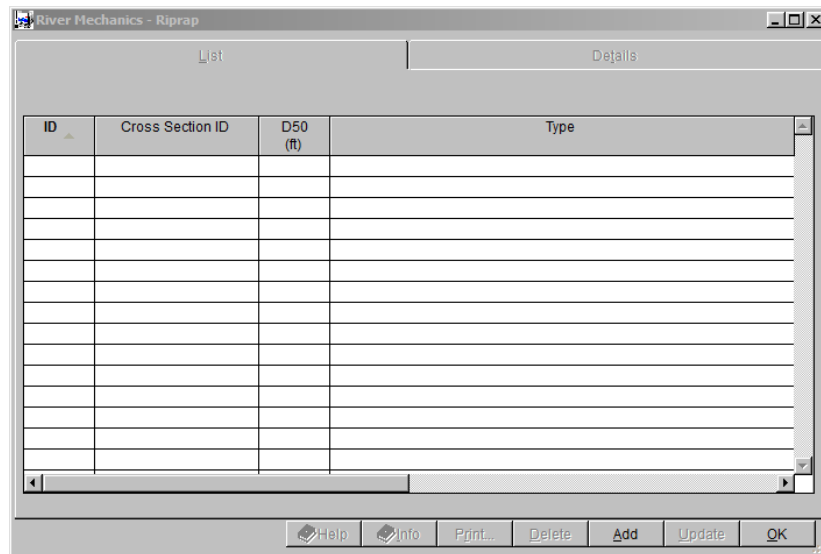 River Mechanics - Riprap
List Details
ID Cross Section ID D50 Type
(ft)
Help Info Print... Delete Add Update OK